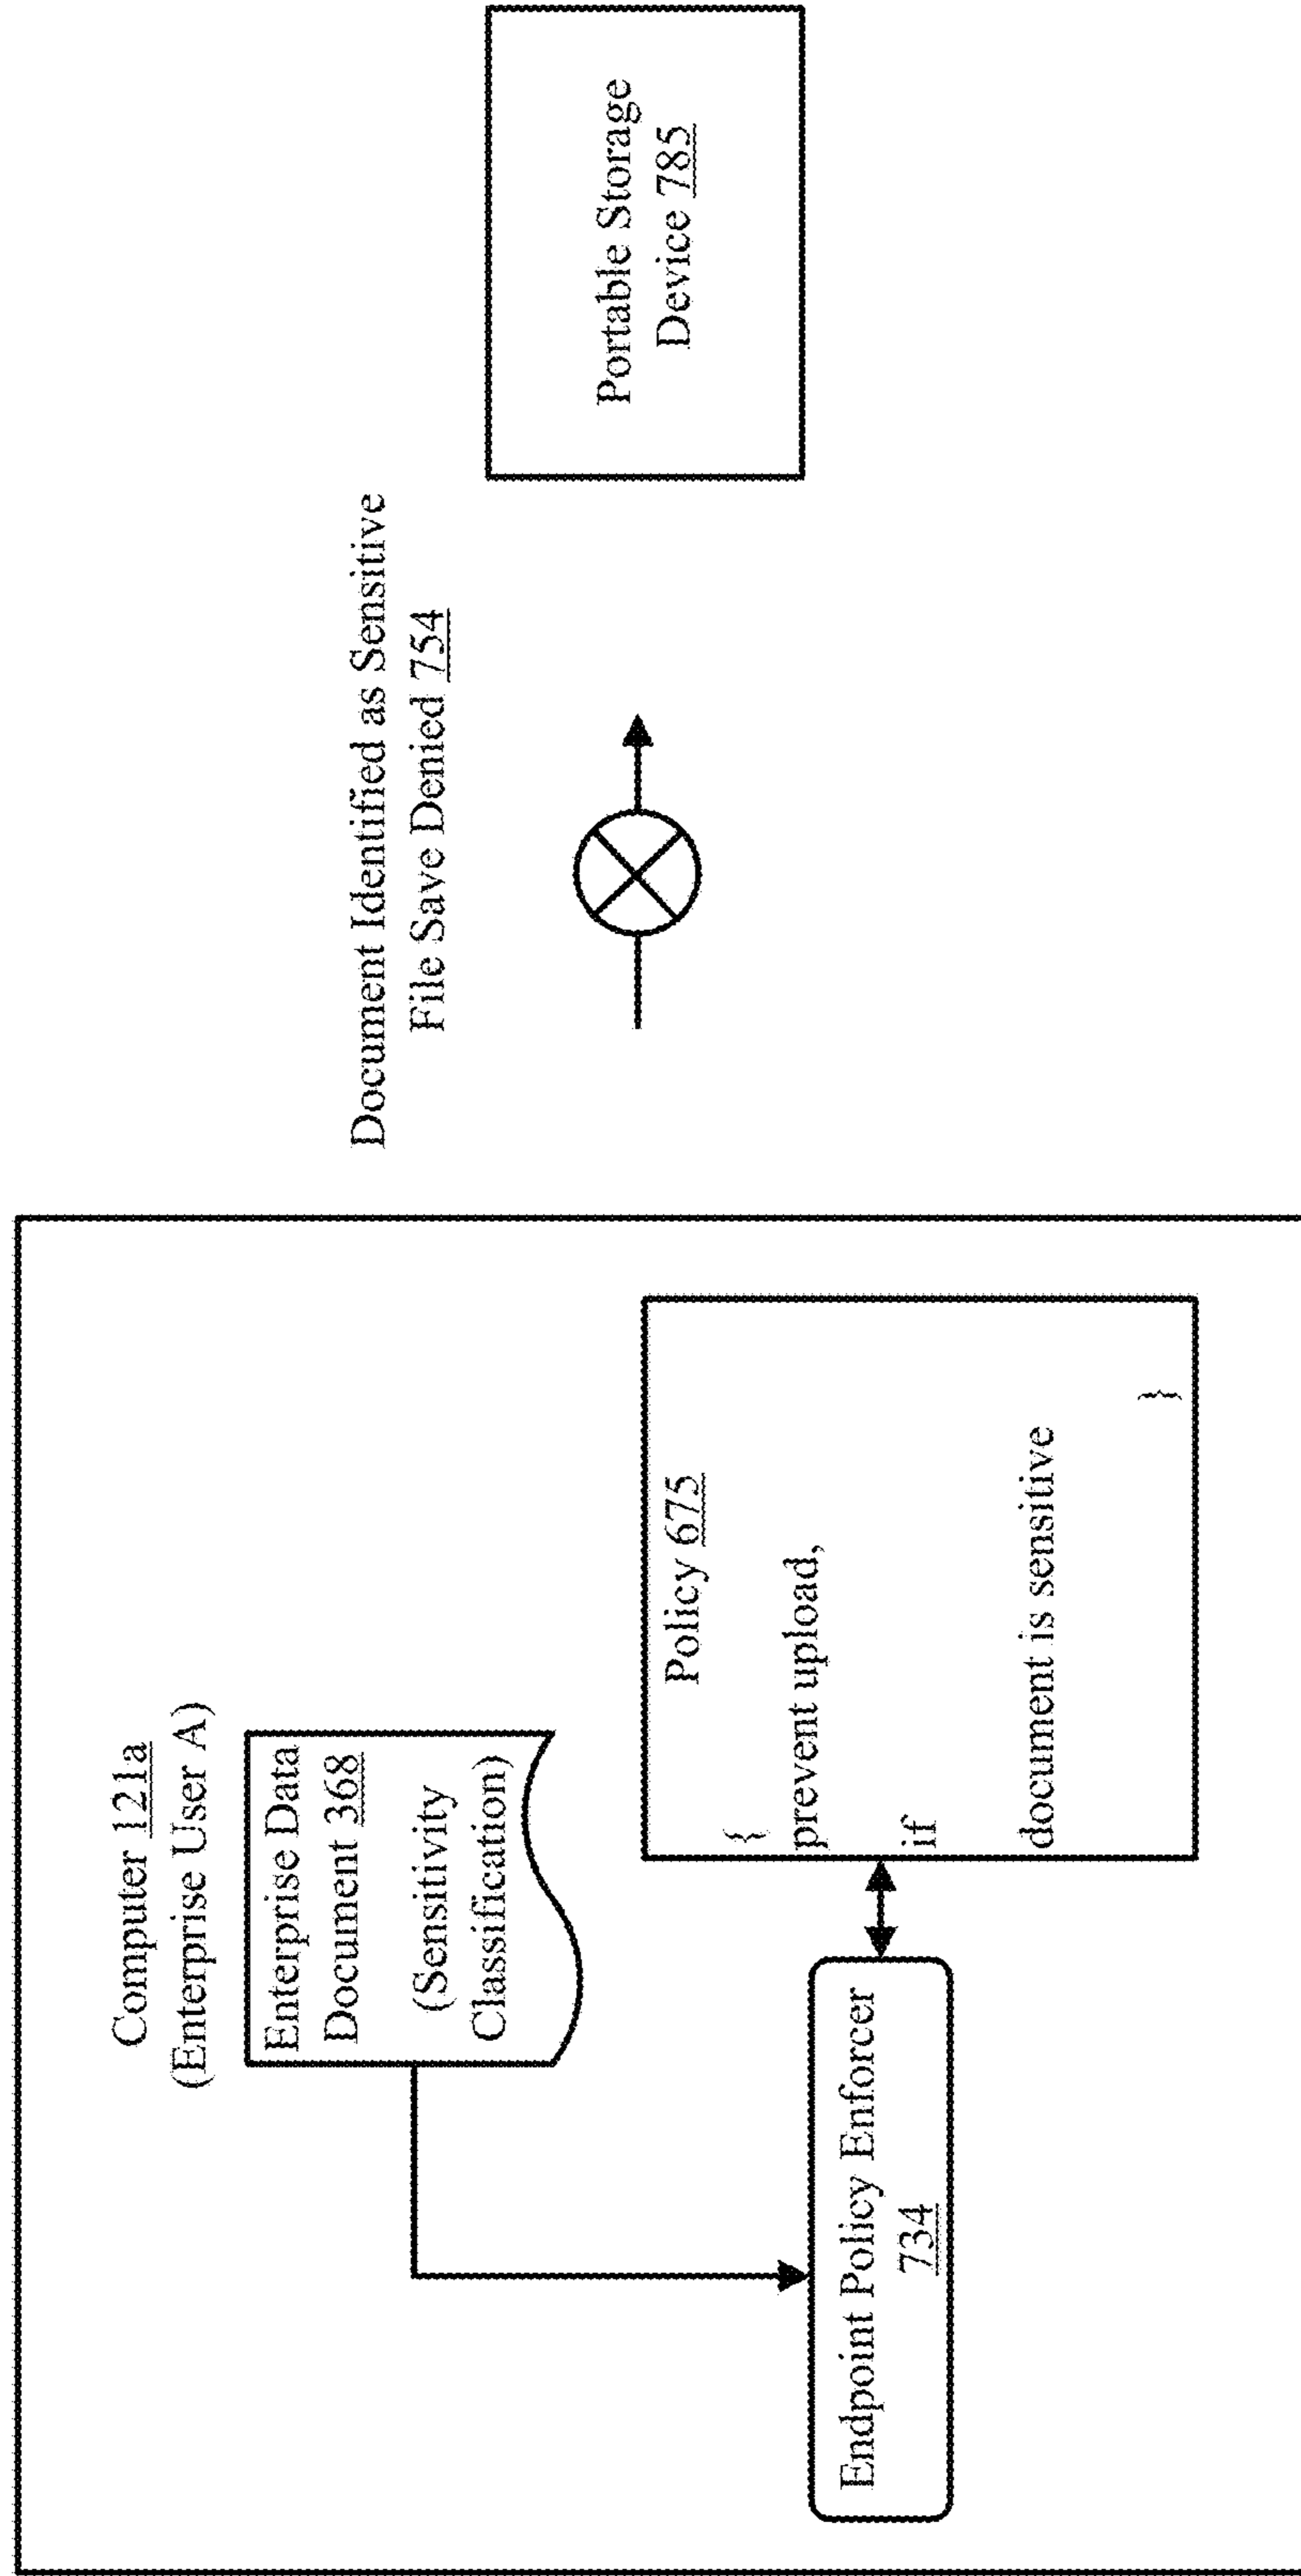 Computer 121a
(Enterprise User A)
Enterprise Data
Document 368
(Sensitivity
Classification)
Endpoint Policy Enforcer
734
Policy 675
{
prevent upload,
if
document is sensitive
}
Document Identified as Sensitive
File Save Denied 754
Portable Storage
Device 785